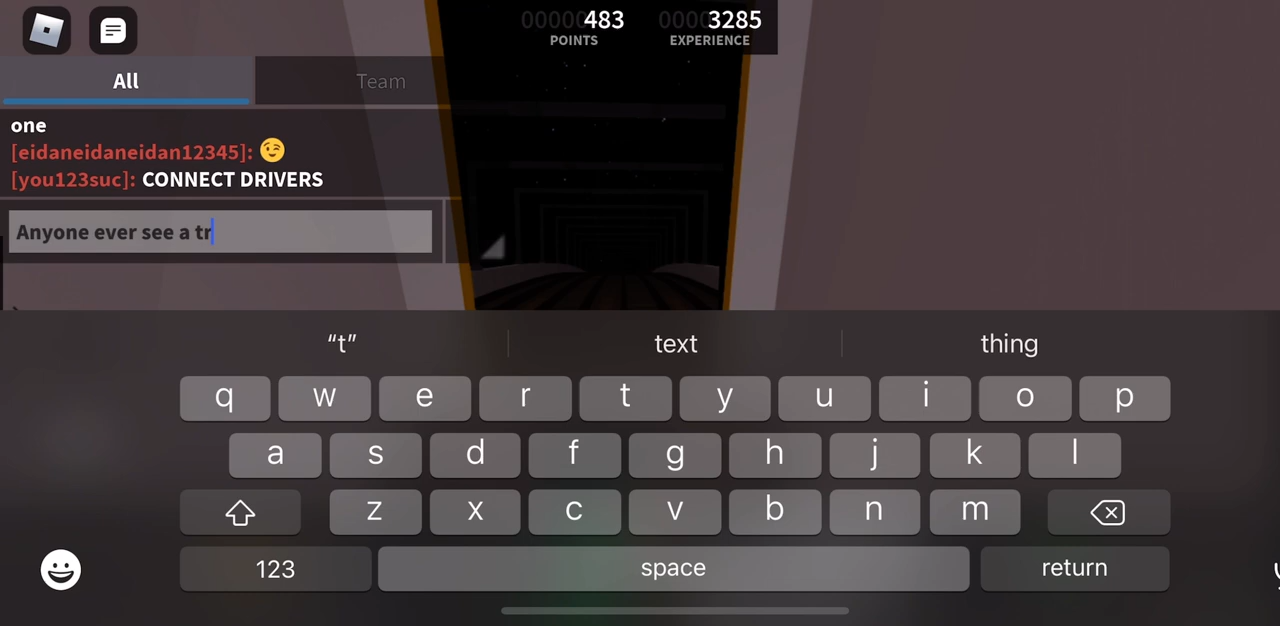 00000483 00003285
POINTS EXPERIENCE
All Team
one
[eidaneidaneidan12345]: 😉
[you123suc]: CONNECT DRIVERS
Anyone ever see a tr
“t” text thing
q w e r t y u i o p
a s d f g h j k l
z x c v b n m
123 space return